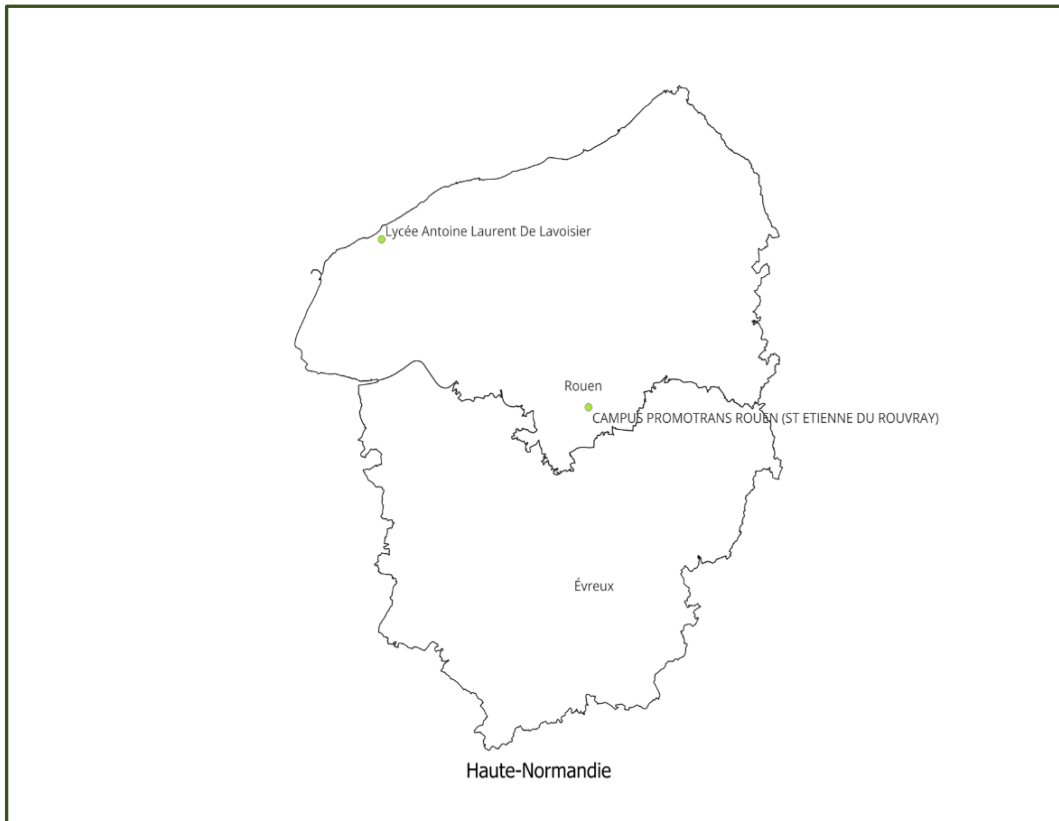 Lycée Antoine Laurent De Lavoisier
Rouen
CAMPUS PROMOTRANS ROUEN (ST ETIENNE DU ROUVRAY)
Évreux
Haute-Normandie